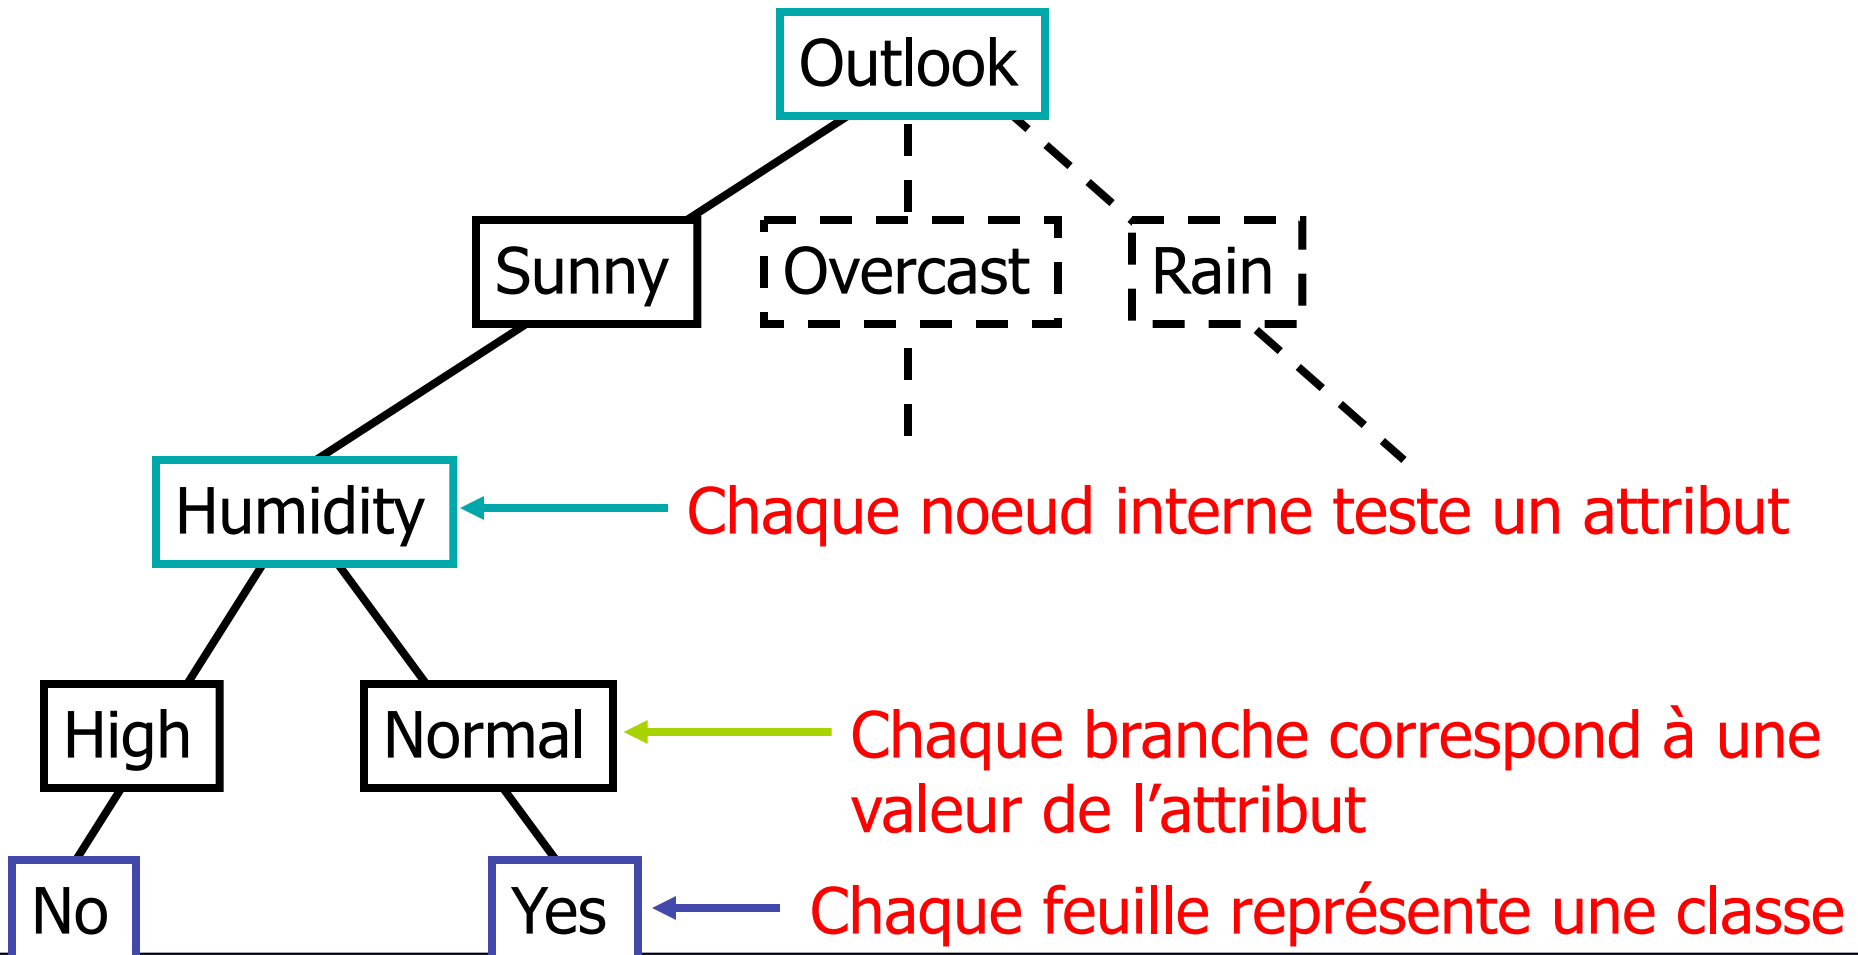 Outlook
Sunny
Overcast
Rain
Humidity
Chaque noeud interne teste un attribut
High
Normal
Chaque branche correspond à une
valeur de l’attribut
No
Yes
Chaque feuille représente une classe